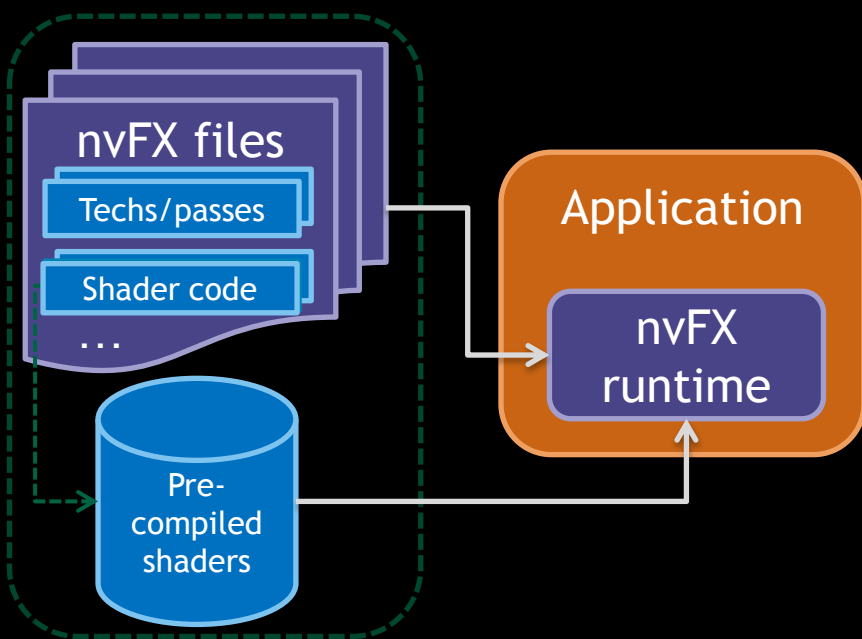 nvFX files
Techs/passes
Shader code
...
Pre-
compiled
shaders
Application
nvFX
runtime